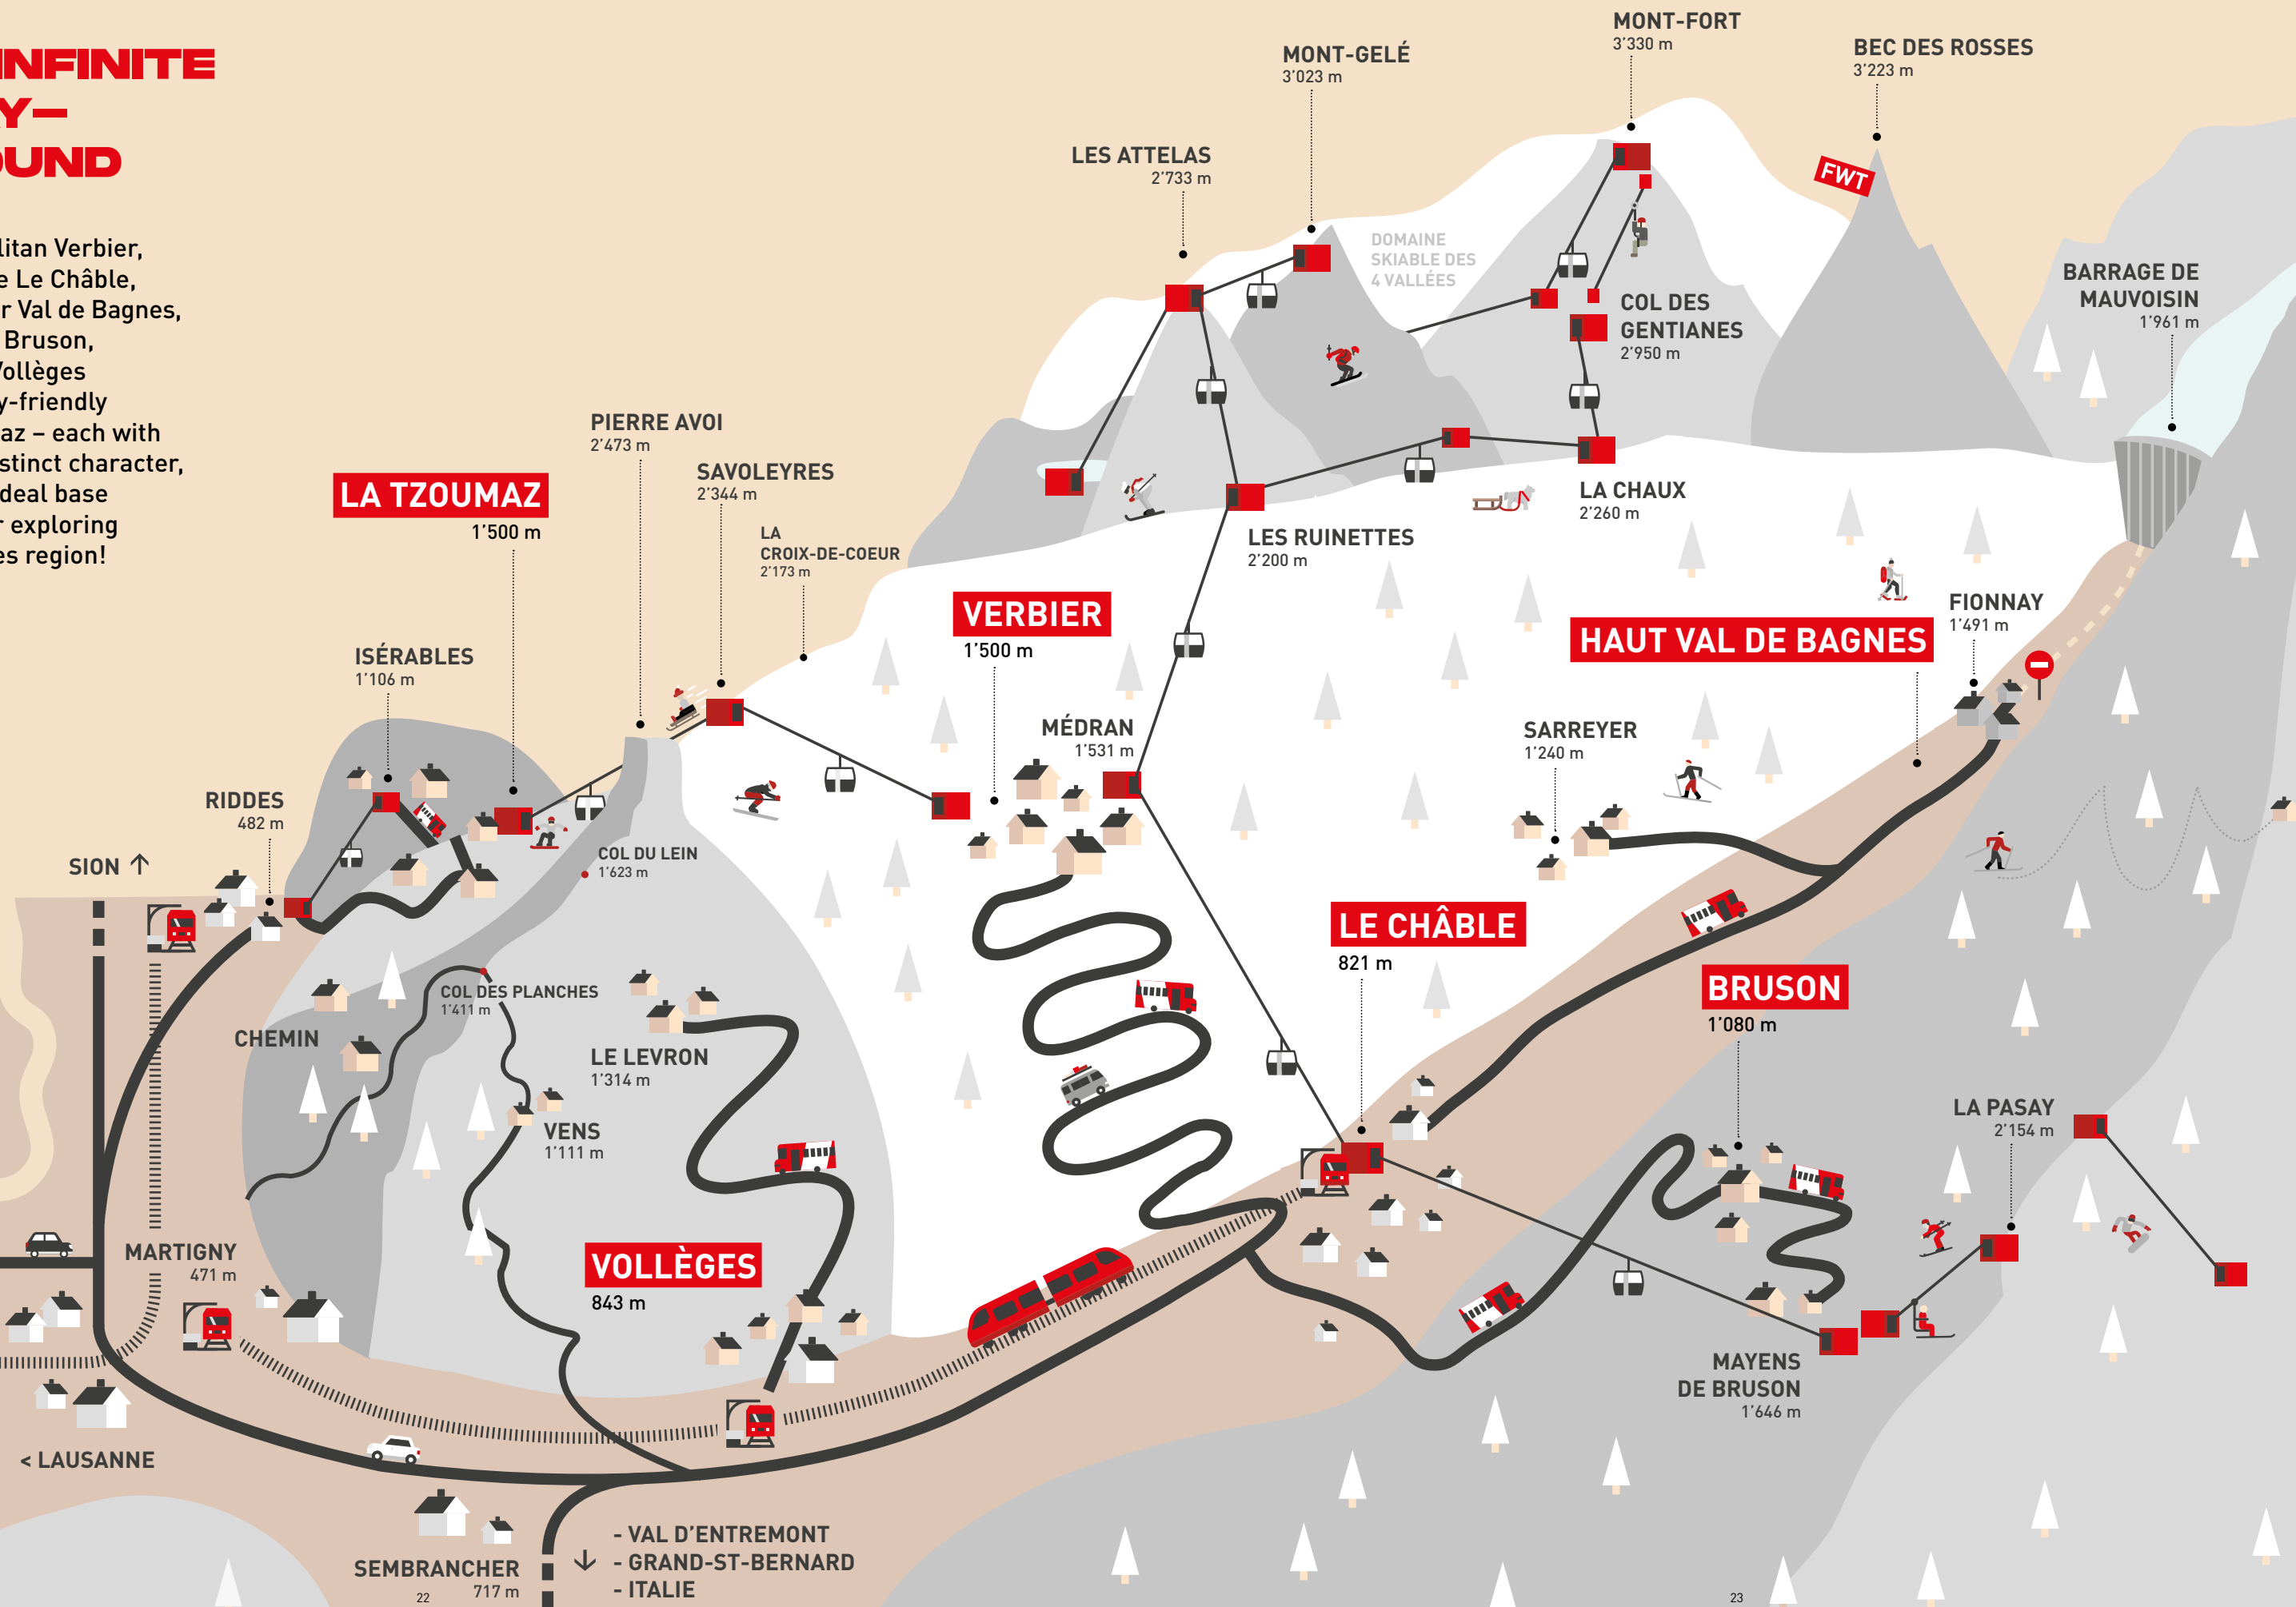 INFINITE
Y—
OUND
litan Verbier,
e Le Châble,
r Val de Bagnes,
Bruson,
Vollèges
y-friendly
az – each with
stinct character,
deal base
r exploring
es region!
MONT-FORT
3’330 m
BEC DES ROSSES
3’223 m
MONT-GELÉ
3’023 m
LES ATTELAS
2’733 m
FWT
DOMAINE
SKIABLE DES
4 VALLÉES
COL DES
GENTIANES
2’950 m
BARRAGE DE
MAUVOISIN
1’961 m
PIERRE AVOI
2’473 m
SAVOLEYRES
2’344 m
LA TZOUMAZ
1’500 m
LA
CROIX-DE-COEUR
2’173 m
LA CHAUX
2’260 m
LES RUINETTES
2’200 m
VERBIER
1’500 m
HAUT VAL DE BAGNES
FIONNAY
1’491 m
ISÉRABLES
1’106 m
MÉDRAN
1’531 m
SARREYER
1’240 m
RIDDES
482 m
SION ↑
COL DU LEIN
1’623 m
LE CHÂBLE
821 m
BRUSON
1’080 m
COL DES PLANCHES
1’411 m
CHEMIN
LE LEVRON
1’314 m
VENS
1’111 m
LA PASAY
2’154 m
MARTIGNY
471 m
VOLLÈGES
843 m
MAYENS
DE BRUSON
1’646 m
< LAUSANNE
SEMBRANCHER
717 m
↓
- VAL D’ENTREMONT
- GRAND-ST-BERNARD
- ITALIE
22
23